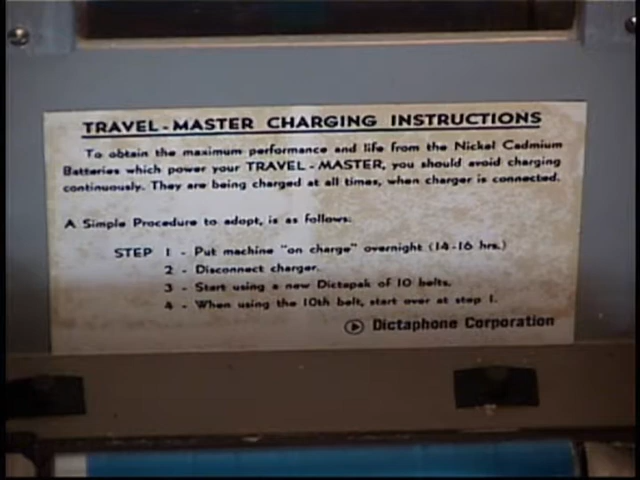 TRAVEL-MASTER CHARGING INSTRUCTIONS
To obtain the maximum performance and life from the Nickel Cadmium
Batteries which power your TRAVEL-MASTER, you should avoid charging
continuously. They are being charged at all times, when charger is connected.
A Simple Procedure to adopt, is as follows:
STEP 1 - Put machine "on charge" overnight (14-16 hrs.)
2 - Disconnect charger.
3 - Start using a new Dictapak of 10 belts.
4 - When using the 10th belt, start over at step 1.
Dictaphone Corporation